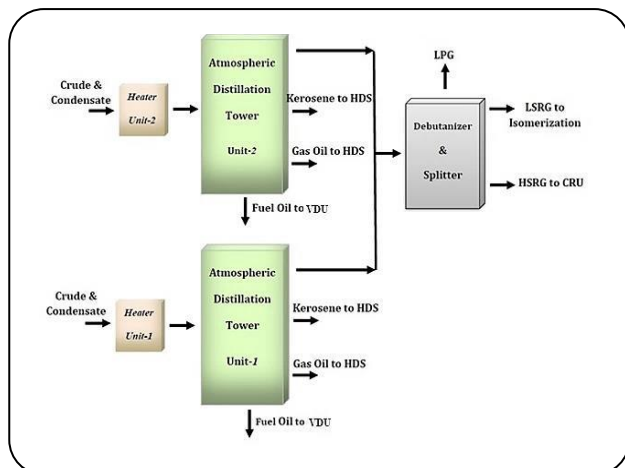 Crude &
Condensate
Heater
Unit-2
Atmospheric
Distillation
Tower
Unit-2
Kerosene to HDS
Gas Oil to HDS
Fuel Oil to VDU
LPG
Debutanizer
&
Splitter
LSRG to
Isomerization
HSRG to CRU
Crude &
Condensate
Heater
Unit-1
Atmospheric
Distillation
Tower
Unit-1
Kerosene to HDS
Gas Oil to HDS
Fuel Oil to VDU